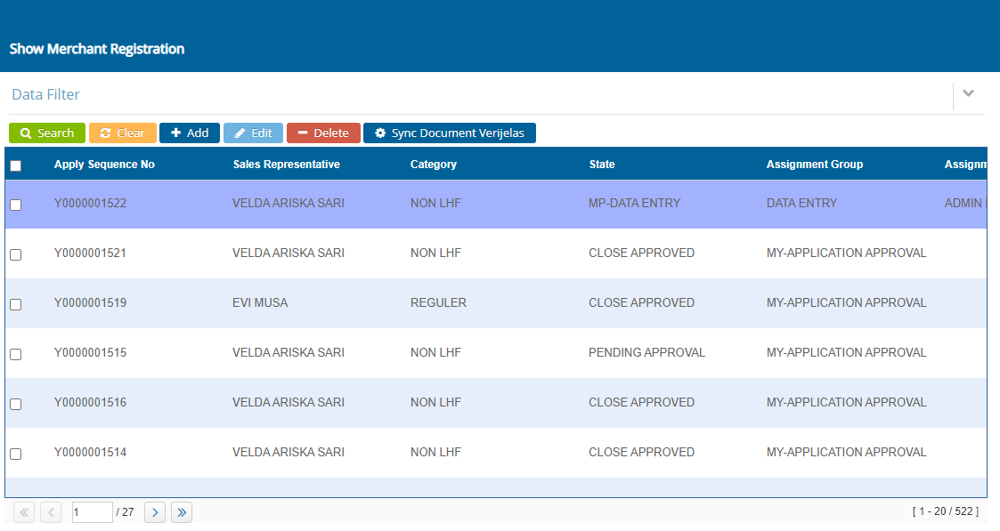 Show Merchant Registration
Data Filter
Search Clear Add Edit Delete Sync Document Verijelas
Apply Sequence No Sales Representative Category State Assignment Group Assignm
Y0000001522 VELDA ARISKA SARI NON LHF MP-DATA ENTRY DATA ENTRY ADMIN
Y0000001521 VELDA ARISKA SARI NON LHF CLOSE APPROVED MY-APPLICATION APPROVAL
Y0000001519 EVI MUSA REGULER CLOSE APPROVED MY-APPLICATION APPROVAL
Y0000001515 VELDA ARISKA SARI NON LHF PENDING APPROVAL MY-APPLICATION APPROVAL
Y0000001516 VELDA ARISKA SARI NON LHF CLOSE APPROVED MY-APPLICATION APPROVAL
Y0000001514 VELDA ARISKA SARI NON LHF CLOSE APPROVED MY-APPLICATION APPROVAL
1 / 27 [ 1 - 20 / 522 ]